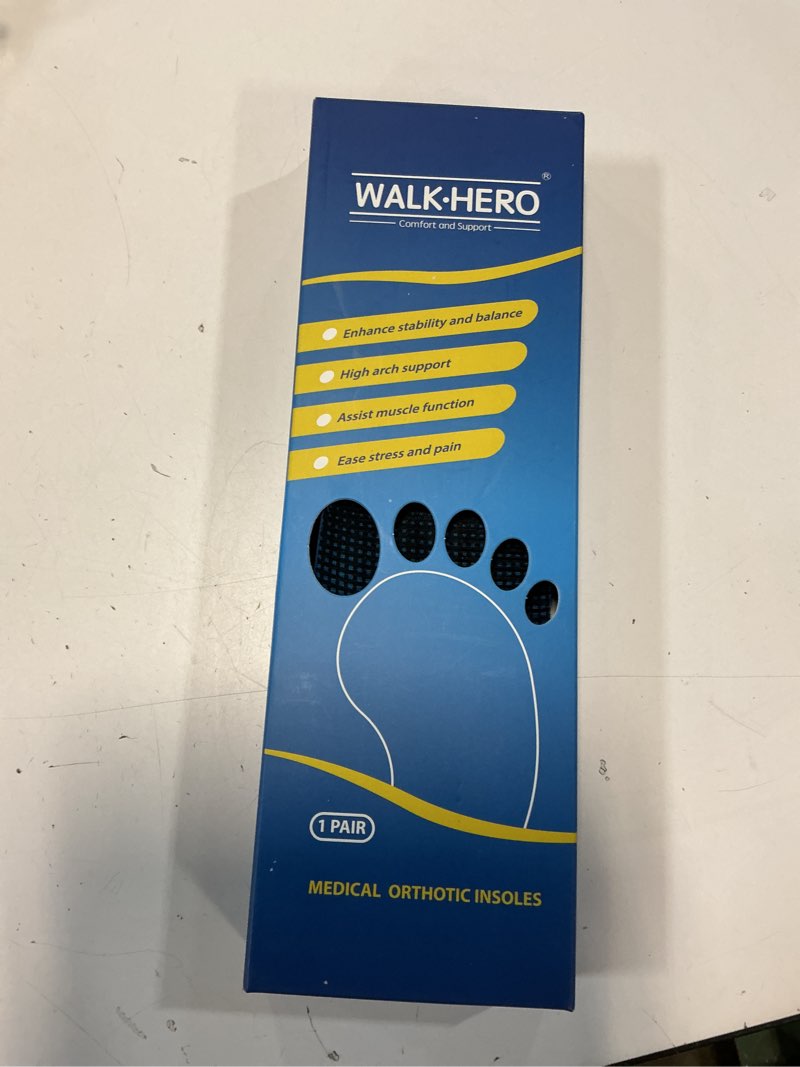 WALK·HERO®
Comfort and Support
Enhance stability and balance
High arch support
Assist muscle function
Ease stress and pain
1 PAIR
MEDICAL ORTHOTIC INSOLES